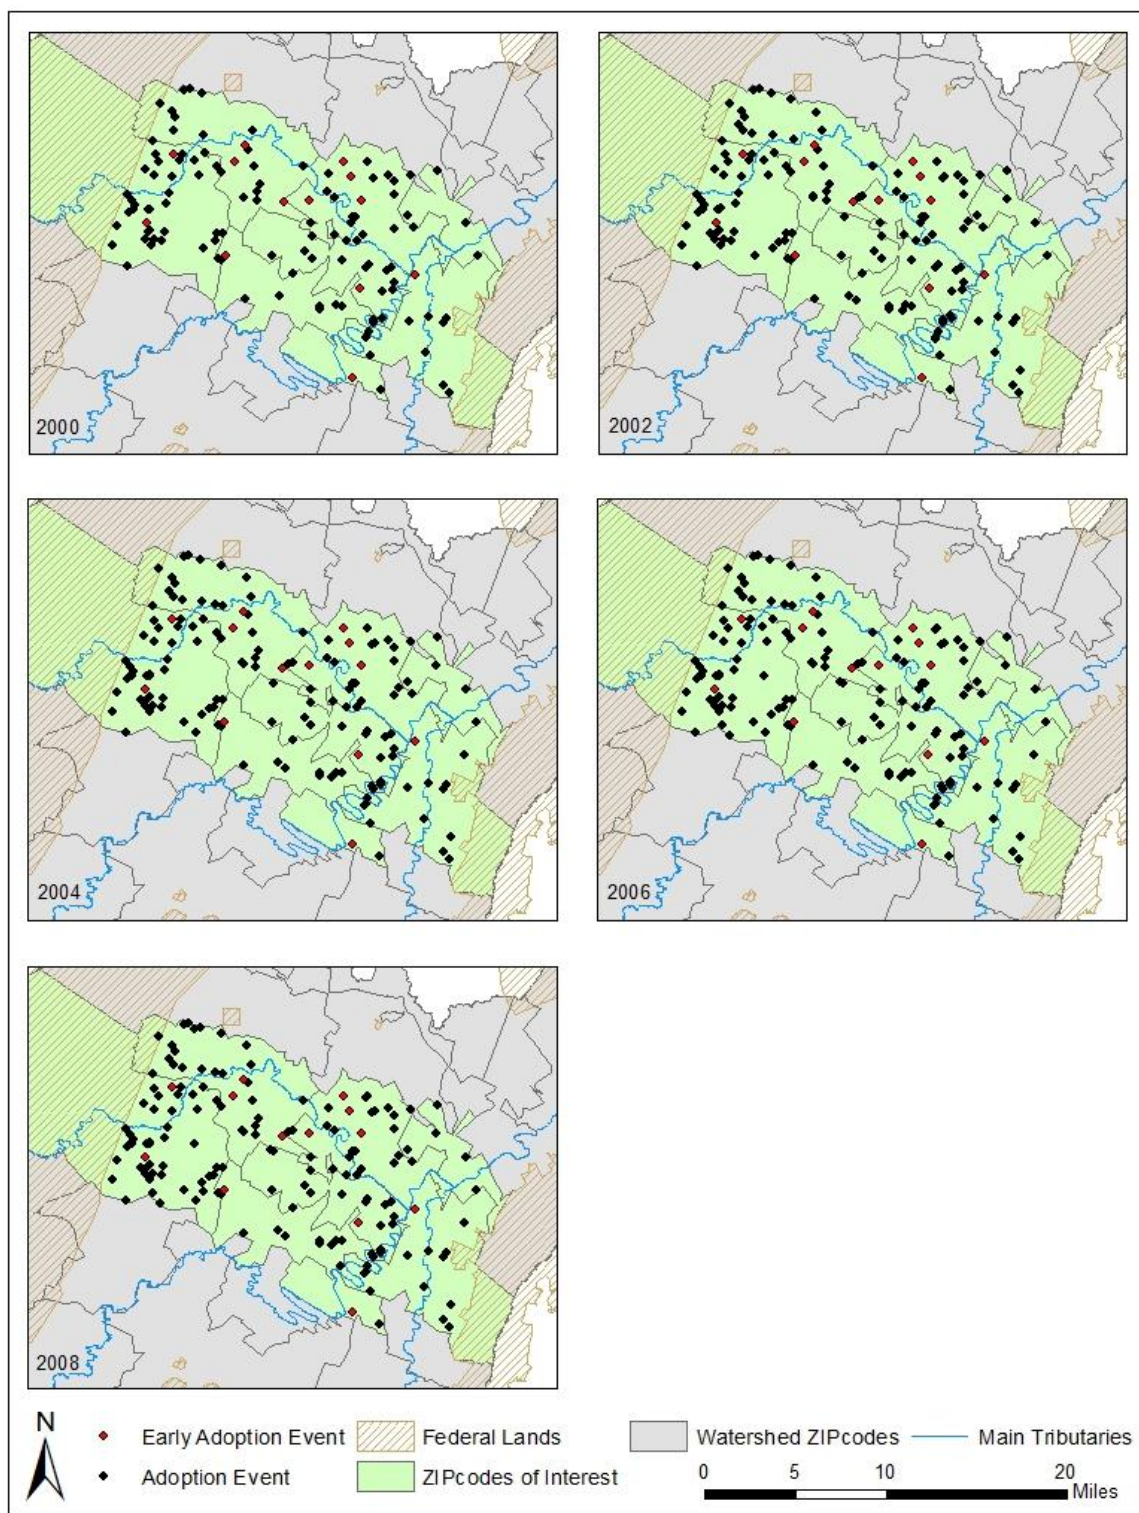 2000
2002
2004
2006
2008
N
Early Adoption Event
Federal Lands
Watershed ZIPcodes
Main Tributaries
Adoption Event
ZIPcodes of Interest
0 5 10 20
Miles